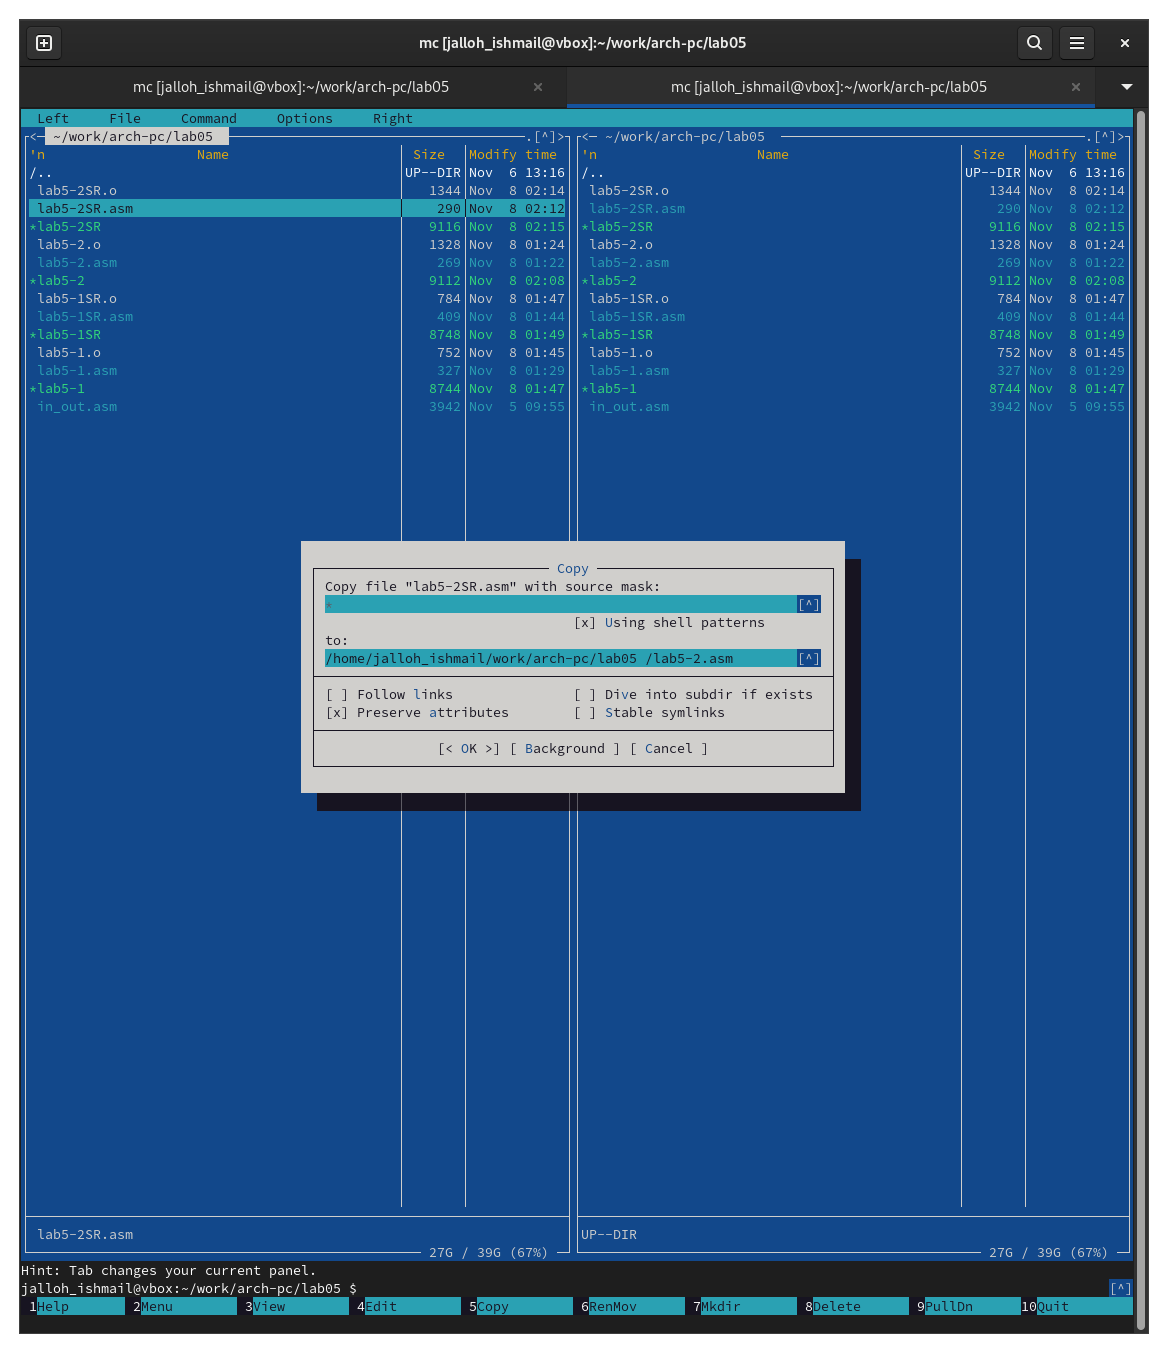 mc [jalloh_ishmail@vbox]:~/work/arch-pc/lab05
mc [jalloh_ishmail@vbox]:~/work/arch-pc/lab05 × mc [jalloh_ishmail@vbox]:~/work/arch-pc/lab05 ×
Left File Command Options Right
<─ ~/work/arch-pc/lab05 .[^]> <─ ~/work/arch-pc/lab05 .[^]>
'n Name Size Modify time 'n Name Size Modify time
/.. UP--DIR Nov 6 13:16 /.. UP--DIR Nov 6 13:16
lab5-2SR.o 1344 Nov 8 02:14 lab5-2SR.o 1344 Nov 8 02:14
lab5-2SR.asm 290 Nov 8 02:12 lab5-2SR.asm 290 Nov 8 02:12
*lab5-2SR 9116 Nov 8 02:15 *lab5-2SR 9116 Nov 8 02:15
lab5-2.o 1328 Nov 8 01:24 lab5-2.o 1328 Nov 8 01:24
lab5-2.asm 269 Nov 8 01:22 lab5-2.asm 269 Nov 8 01:22
*lab5-2 9112 Nov 8 02:08 *lab5-2 9112 Nov 8 02:08
lab5-1SR.o 784 Nov 8 01:47 lab5-1SR.o 784 Nov 8 01:47
lab5-1SR.asm 409 Nov 8 01:44 lab5-1SR.asm 409 Nov 8 01:44
*lab5-1SR 8748 Nov 8 01:49 *lab5-1SR 8748 Nov 8 01:49
lab5-1.o 752 Nov 8 01:45 lab5-1.o 752 Nov 8 01:45
lab5-1.asm 327 Nov 8 01:29 lab5-1.asm 327 Nov 8 01:29
*lab5-1 8744 Nov 8 01:47 *lab5-1 8744 Nov 8 01:47
in_out.asm 3942 Nov 5 09:55 in_out.asm 3942 Nov 5 09:55
Copy
Copy file "lab5-2SR.asm" with source mask:
* [^]
[x] Using shell patterns
to:
/home/jalloh_ishmail/work/arch-pc/lab05 /lab5-2.asm [^]
[ ] Follow links [ ] Dive into subdir if exists
[x] Preserve attributes [ ] Stable symlinks
[< OK >] [ Background ] [ Cancel ]
lab5-2SR.asm UP--DIR
27G / 39G (67%) 27G / 39G (67%)
Hint: Tab changes your current panel.
jalloh_ishmail@vbox:~/work/arch-pc/lab05 $ [^]
1Help 2Menu 3View 4Edit 5Copy 6RenMov 7Mkdir 8Delete 9PullDn 10Quit